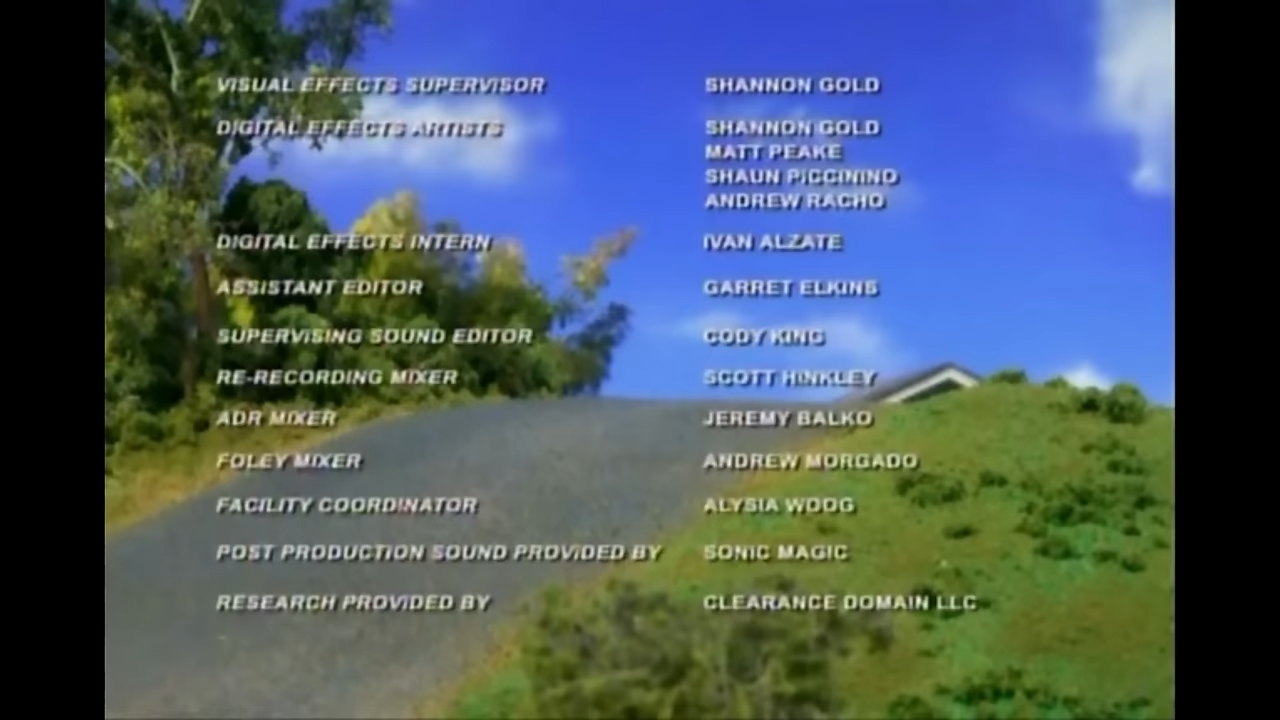 VISUAL EFFECTS SUPERVISOR SHANNON GOLD
DIGITAL EFFECTS ARTISTS SHANNON GOLD
MATT PEAKE
SHAUN PICCININO
ANDREW RACHO
DIGITAL EFFECTS INTERN IVAN ALZATE
ASSISTANT EDITOR GARRET ELKINS
SUPERVISING SOUND EDITOR CODY KING
RE-RECORDING MIXER SCOTT HINKLEY
ADR MIXER JEREMY BALKO
FOLEY MIXER ANDREW MORGADO
FACILITY COORDINATOR ALYSIA WOOG
POST PRODUCTION SOUND PROVIDED BY SONIC MAGIC
RESEARCH PROVIDED BY CLEARANCE DOMAIN LLC